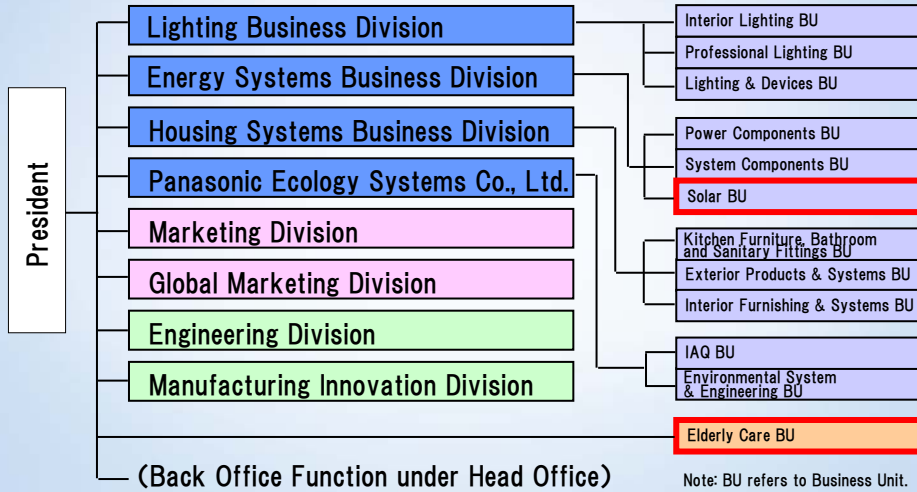 President
Lighting Business Division
Energy Systems Business Division
Housing Systems Business Division
Panasonic Ecology Systems Co., Ltd.
Marketing Division
Global Marketing Division
Engineering Division
Manufacturing Innovation Division
(Back Office Function under Head Office)
Interior Lighting BU
Professional Lighting BU
Lighting & Devices BU
Power Components BU
System Components BU
Solar BU
Kitchen Furniture, Bathroom
and Sanitary Fittings BU
Exterior Products & Systems BU
Interior Furnishing & Systems BU
IAQ BU
Environmental System
& Engineering BU
Elderly Care BU
Note: BU refers to Business Unit.